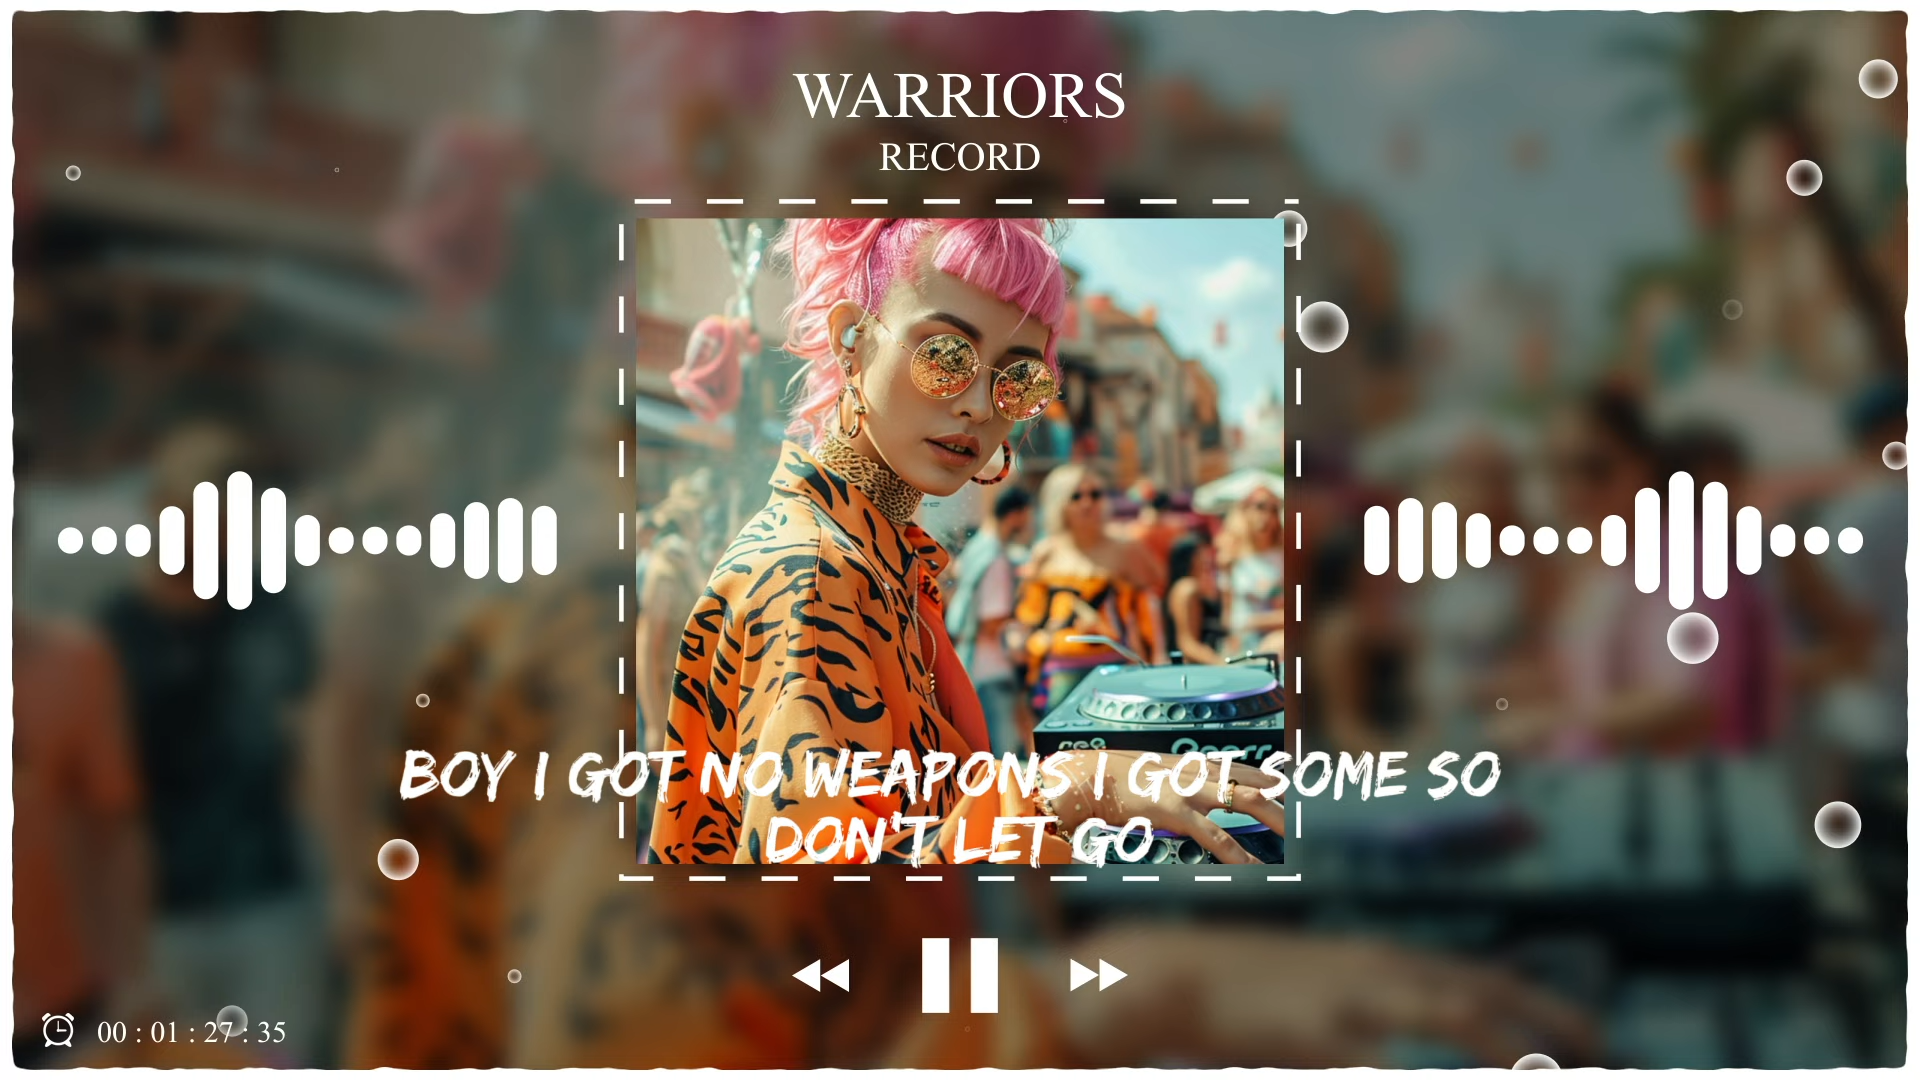 WARRIORS
RECORD
BOY I GOT NO WEAPONS I GOT SOME SO
DON'T LET GO
00 : 01 : 27 : 35